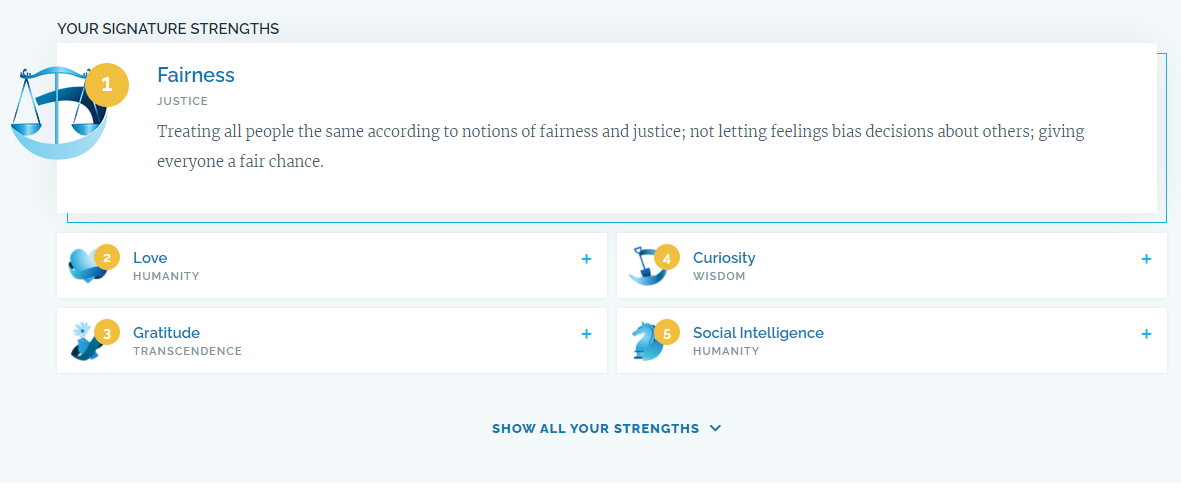 YOUR SIGNATURE STRENGTHS
1
Fairness
JUSTICE
Treating all people the same according to notions of fairness and justice; not letting feelings bias decisions about others; giving
everyone a fair chance.
2
Love
HUMANITY
+
3
Gratitude
TRANSCENDENCE
+
4
Curiosity
WISDOM
+
5
Social Intelligence
HUMANITY
+
SHOW ALL YOUR STRENGTHS